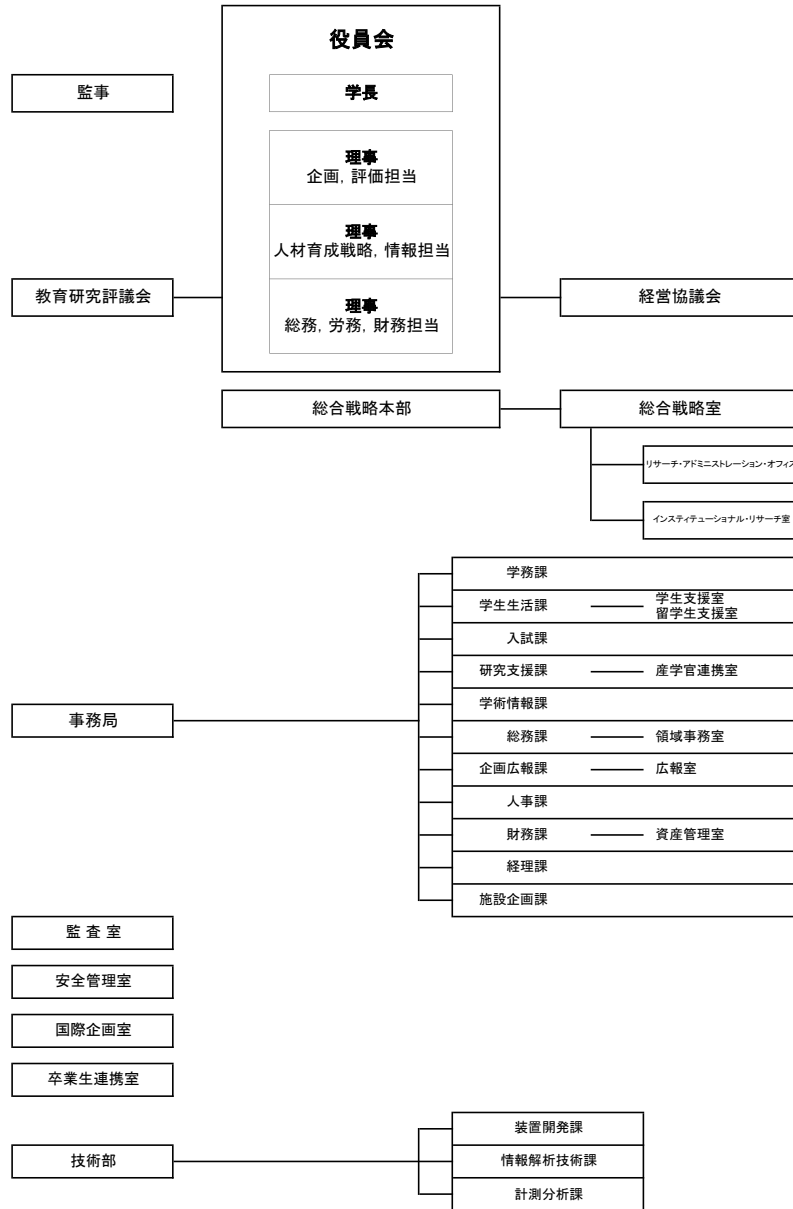 役員会
監事
学長
理事
企画, 評価担当
理事
人材育成戦略, 情報担当
教育研究評議会
経営協議会
理事
総務, 労務, 財務担当
総合戦略本部
総合戦略室
リサーチ・アドミニストレーション・オフィス
インスティテューショナル・リサーチ室
学務課
学生生活課
学生支援室
留学生支援室
入試課
研究支援課
産学官連携室
学術情報課
事務局
総務課
領域事務室
企画広報課
広報室
人事課
財務課
資産管理室
経理課
施設企画課
監 査 室
安全管理室
国際企画室
卒業生連携室
装置開発課
技術部
情報解析技術課
計測分析課